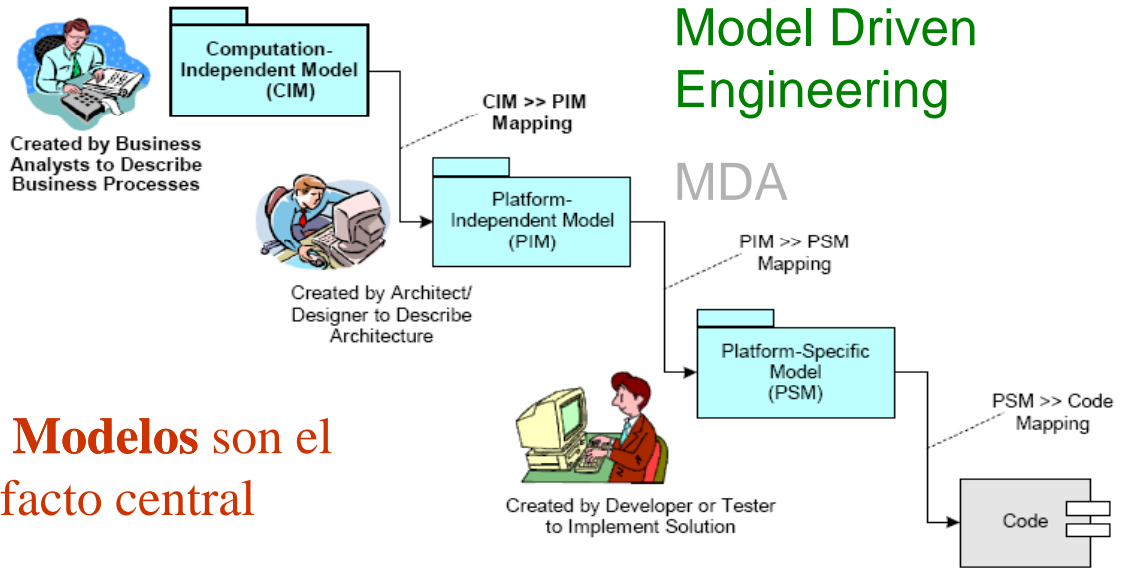 Model Driven
Engineering
MDA
Computation-
Independent Model
(CIM)
Created by Business
Analysts to Describe
Business Processes
CIM >> PIM
Mapping
Platform-
Independent Model
(PIM)
Created by Architect/
Designer to Describe
Architecture
PIM >> PSM
Mapping
Platform-Specific
Model
(PSM)
Created by Developer or Tester
to Implement Solution
PSM >> Code
Mapping
Code
Modelos son el
facto central